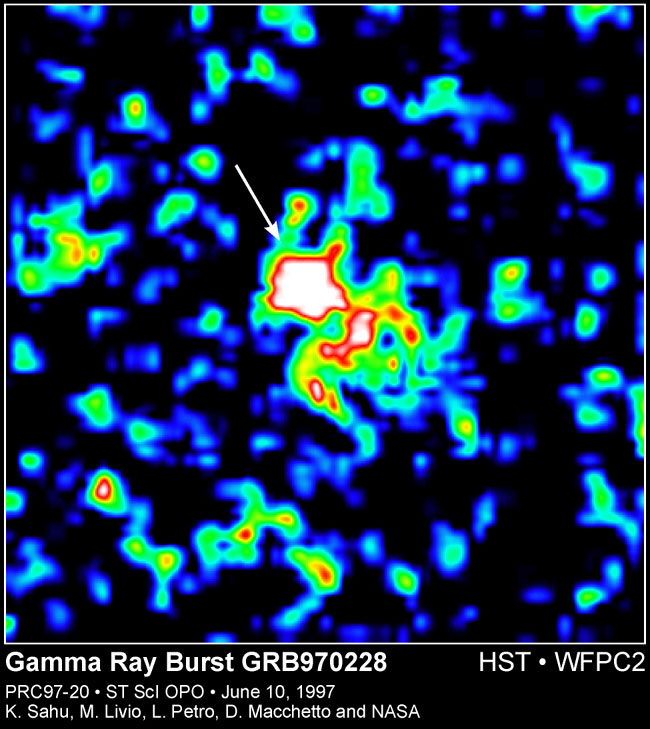 Gamma Ray Burst GRB970228 HST • WFPC2
PRC97-20 • ST ScI OPO • June 10, 1997
K. Sahu, M. Livio, L. Petro, D. Macchetto and NASA